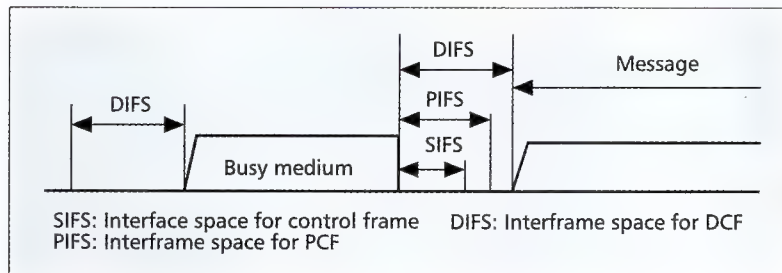 DIFS
Message
DIFS
PIFS
SIFS
Busy medium
SIFS: Interface space for control frame DIFS: Interframe space for DCF
PIFS: Interframe space for PCF